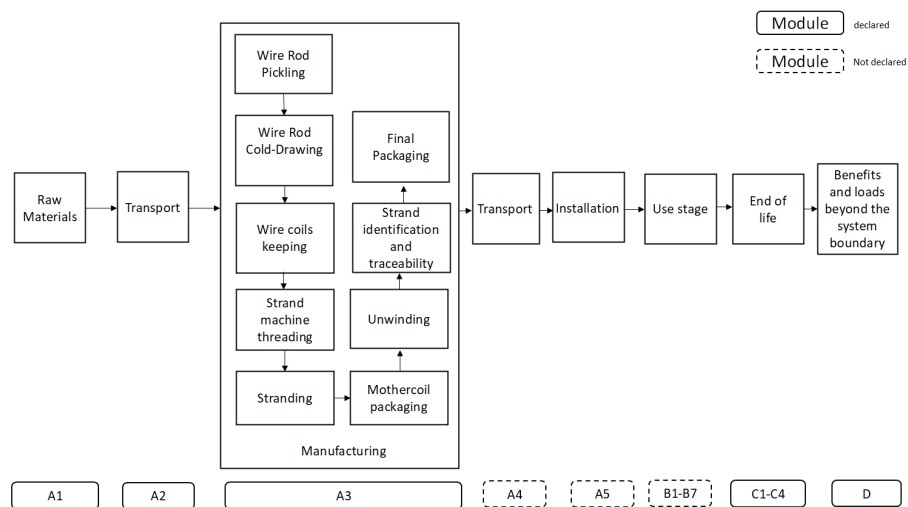 Module declared
Module Not declared
Raw
Materials
Transport
Wire Rod
Pickling
Wire Rod
Cold-Drawing
Wire coils
keeping
Strand
machine
threading
Stranding
Mothercoil
packaging
Unwinding
Strand
identification
and
traceability
Final
Packaging
Manufacturing
Transport
Installation
Use stage
End of
life
Benefits
and loads
beyond the
system
boundary
A1
A2
A3
A4
A5
B1-B7
C1-C4
D